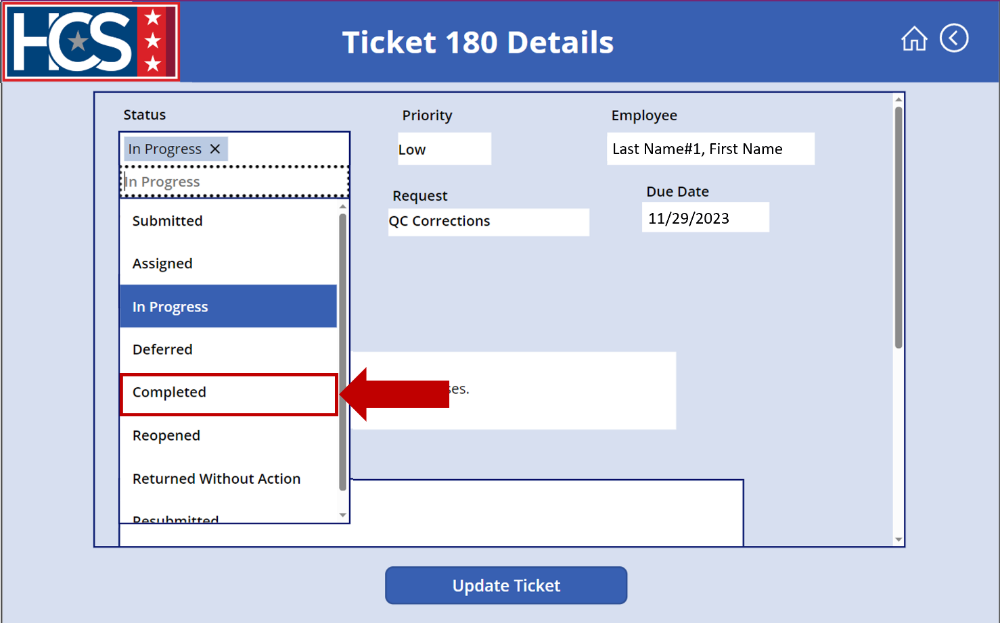 HCS
Ticket 180 Details
Status
Priority
Employee
In Progress
Low
Last Name#1, First Name
In Progress
Request
Due Date
QC Corrections
11/29/2023
Submitted
Assigned
In Progress
Deferred
Completed
ses.
Reopened
Returned Without Action
Resubmitted
Update Ticket